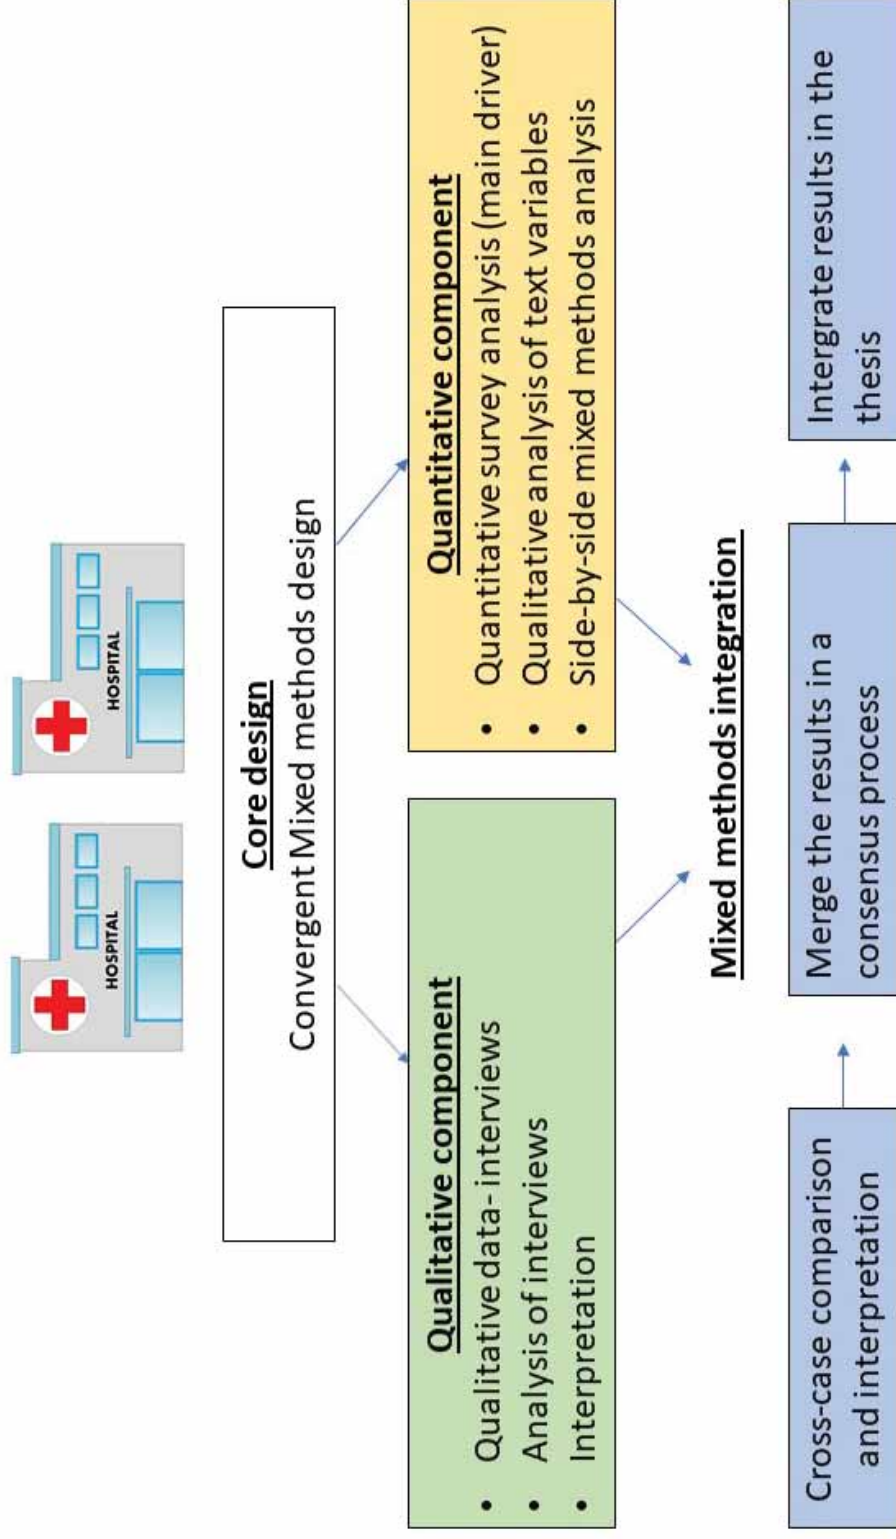 HOSPITAL
HOSPITAL
Core design
Convergent Mixed methods design
Qualitative component
• Qualitative data- interviews
• Analysis of interviews
• Interpretation
Quantitative component
• Quantitative survey analysis (main driver)
• Qualitative analysis of text variables
• Side-by-side mixed methods analysis
Mixed methods integration
Cross-case comparison
and interpretation
Merge the results in a
consensus process
Intergrate results in the
thesis